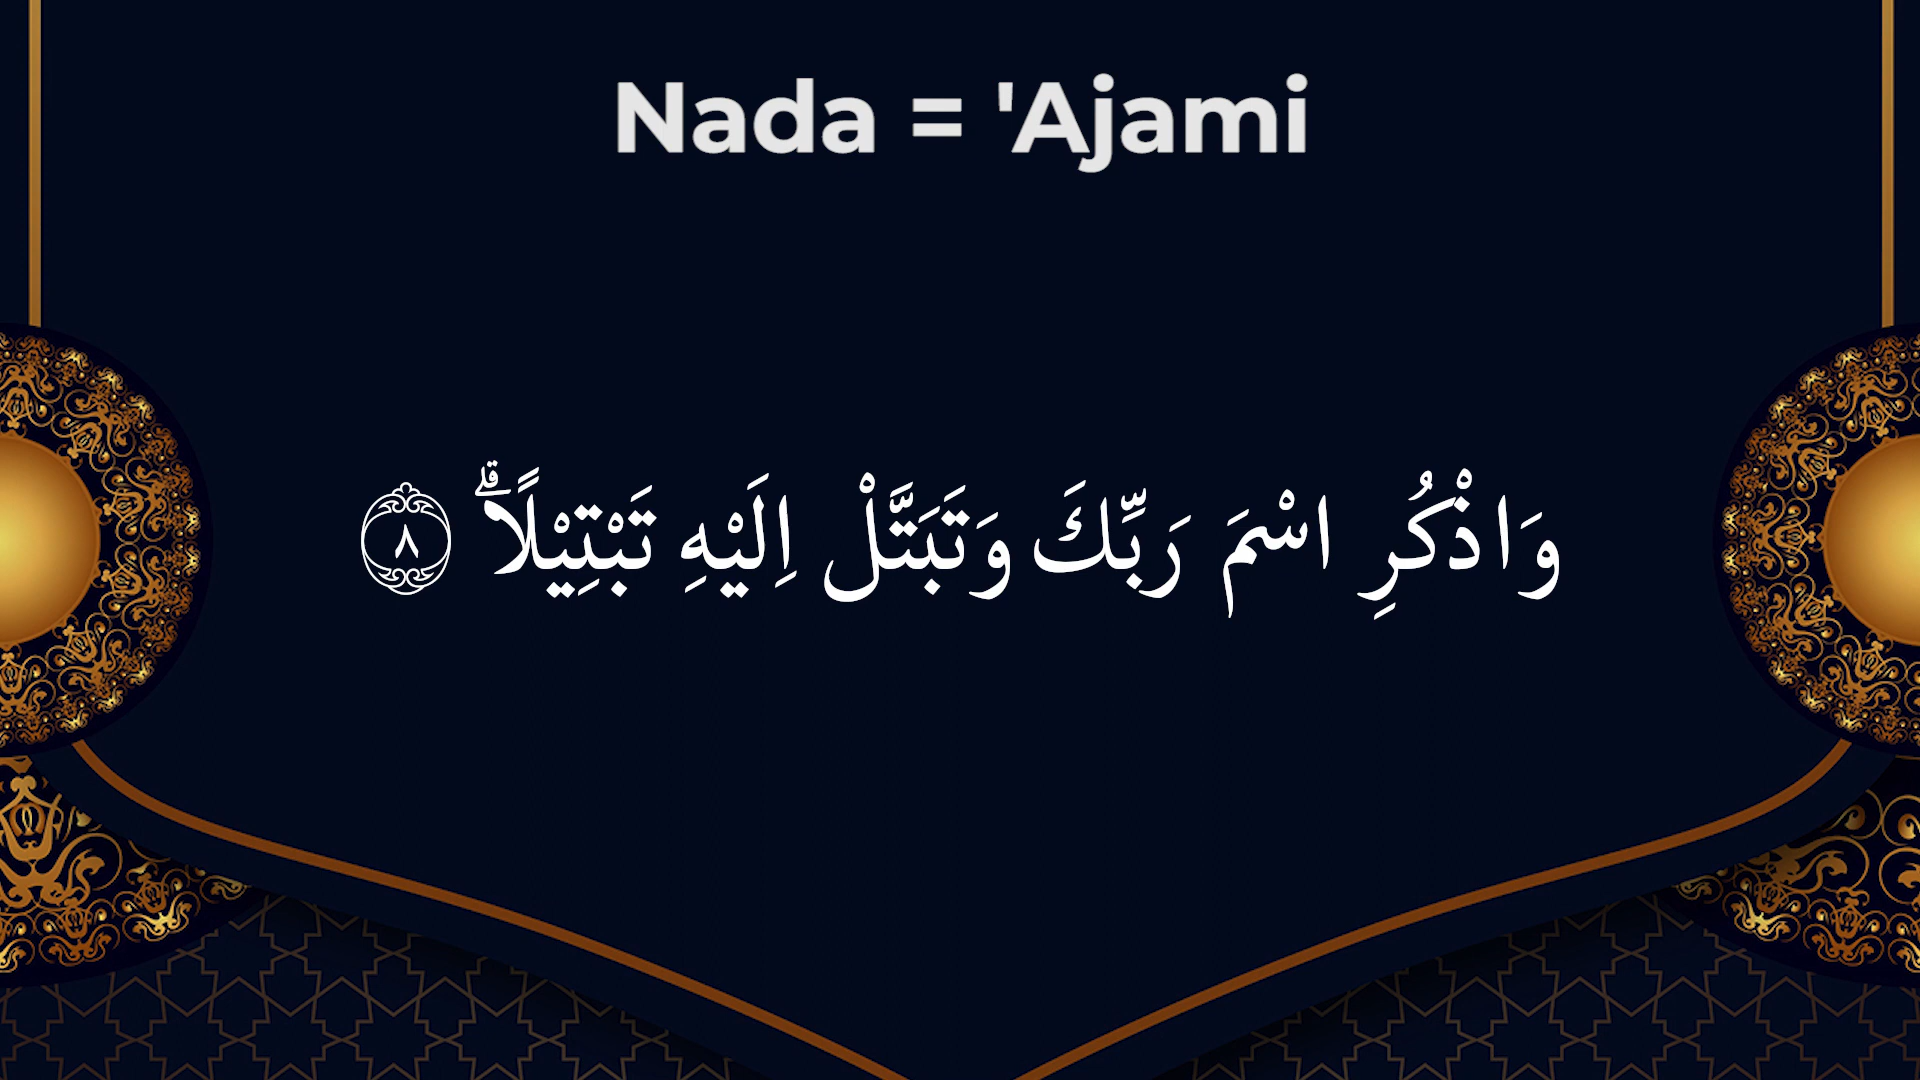 Nada = 'Ajami
وَاذْكُرِ اسْمَ رَبِّكَ وَتَبَتَّلْ اِلَيْهِ تَبْتِيْلًاۗ ٨